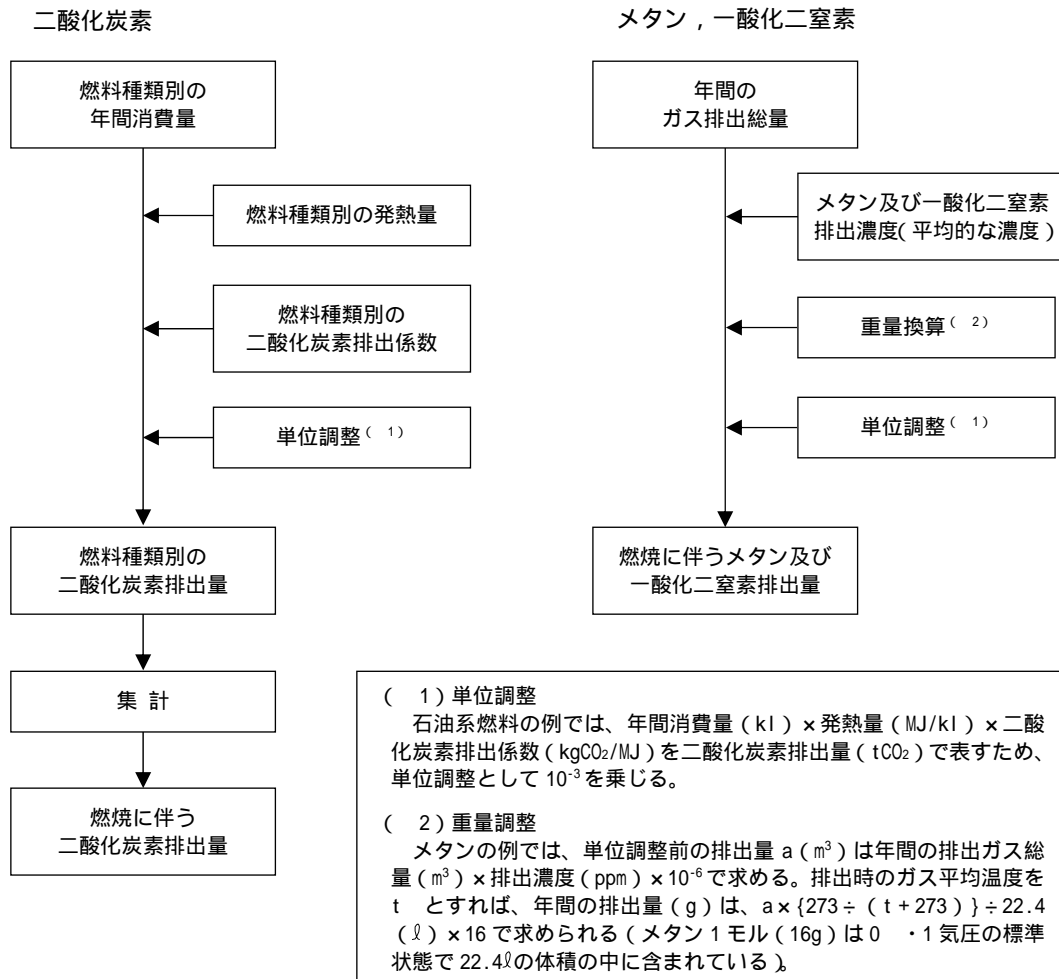 二酸化炭素
燃料種類別の
年間消費量
燃料種類別の発熱量
燃料種類別の
二酸化炭素排出係数
単位調整( 1)
燃料種類別の
二酸化炭素排出量
集 計
燃焼に伴う
二酸化炭素排出量
メタン,一酸化二窒素
年間の
ガス排出総量
メタン及び一酸化二窒素
排出濃度(平均的な濃度)
重量換算( 2)
単位調整( 1)
燃焼に伴うメタン及び
一酸化二窒素排出量
( 1)単位調整
石油系燃料の例では、年間消費量(kl)×発熱量(MJ/kl)×二酸
化炭素排出係数(kgCO₂/MJ)を二酸化炭素排出量(tCO₂)で表すため、
単位調整として 10⁻³を乗じる。
( 2)重量調整
メタンの例では、単位調整前の排出量 a(m³)は年間の排出ガス総
量(m³)×排出濃度(ppm)×10⁻⁶で求める。排出時のガス平均温度を
t とすれば、年間の排出量(g)は、a×{273÷(t+273)}÷22.4
(ℓ)×16 で求められる(メタン1モル(16g)は0 ・1気圧の標準
状態で 22.4ℓの体積の中に含まれている)。